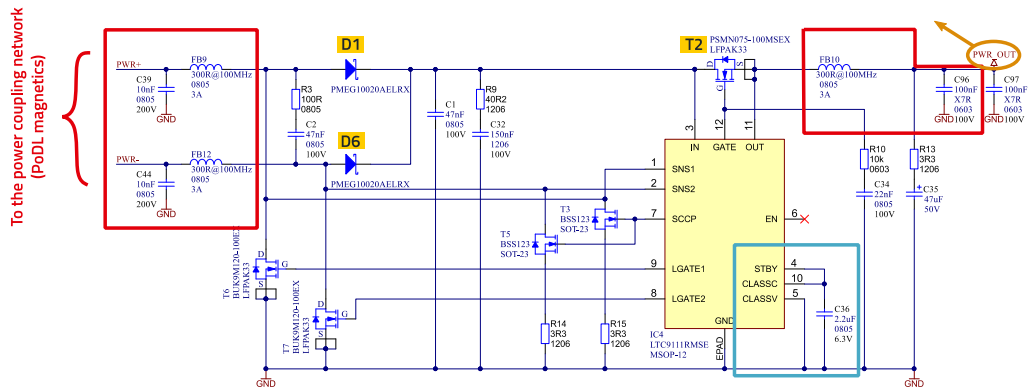 To the power coupling network
(PoDL magnetics)
PWR+
FB9
300R@100MHz
0805
3A
C39
10nF
0805
200V
GND
PWR-
FB12
300R@100MHz
0805
3A
C44
10nF
0805
200V
GND
D1
PMEG10020AELRX
R3
100R
0805
C2
47nF
0805
100V
D6
PMEG10020AELRX
C1
47nF
0805
100V
R9
40R2
1206
C32
150nF
1206
100V
T2
PSMN075-100MSEX
LFPAK33
D
S
G
FB10
300R@100MHz
0805
3A
PWR_OUT
C96
100nF
X7R
0603
100V
GND
C97
100nF
X7R
0603
100V
GND
R10
10k
0603
C34
22nF
0805
100V
R13
3R3
1206
C35
47uF
50V
3
12
11
IN
GATE
OUT
1
SNS1
2
SNS2
7
SCCP
9
LGATE1
8
LGATE2
EN
6
STBY
4
CLASSC
10
CLASSV
5
GND
EPAD
IC4
LTC9111RMSE
MSOP-12
C36
2.2uF
0805
6.3V
T3
BSS123
SOT-23
T5
BSS123
SOT-23
T6
BUK9M120-100EX
LFPAK33
D
G
S
T7
BUK9M120-100EX
LFPAK33
D
G
S
R14
3R3
1206
R15
3R3
1206
GND
GND